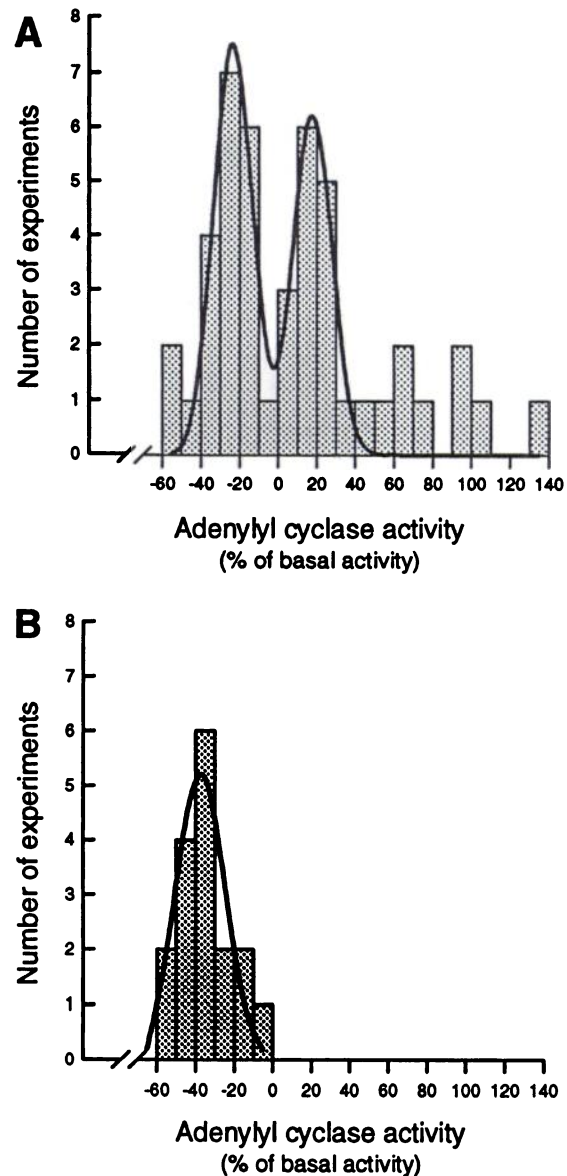 A
8
7
6
5
4
3
2
1
0
Number of experiments
-60 -40 -20 0 20 40 60 80 100 120 140
Adenylyl cyclase activity
(% of basal activity)
B
8
7
6
5
4
3
2
1
0
Number of experiments
-60 -40 -20 0 20 40 60 80 100 120 140
Adenylyl cyclase activity
(% of basal activity)